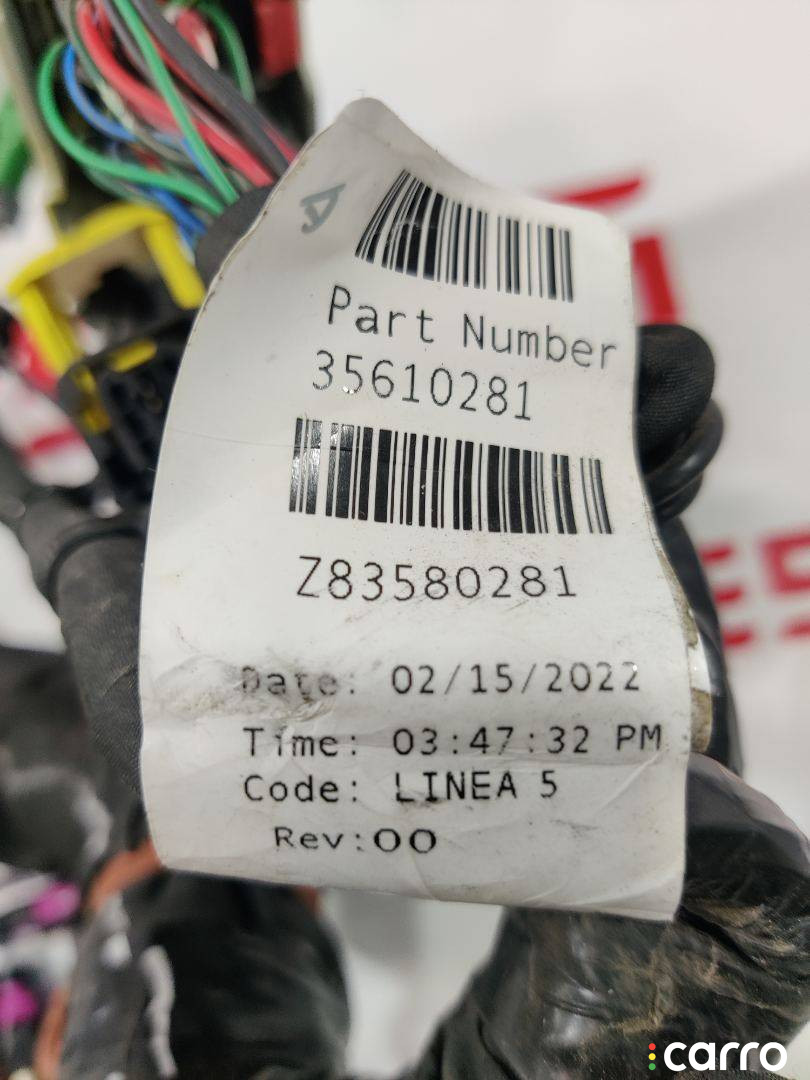 Part Number
35610281
Z83580281
Date: 02/15/2022
Time: 03:47:32 PM
Code: LINEA 5
Rev:00
carro